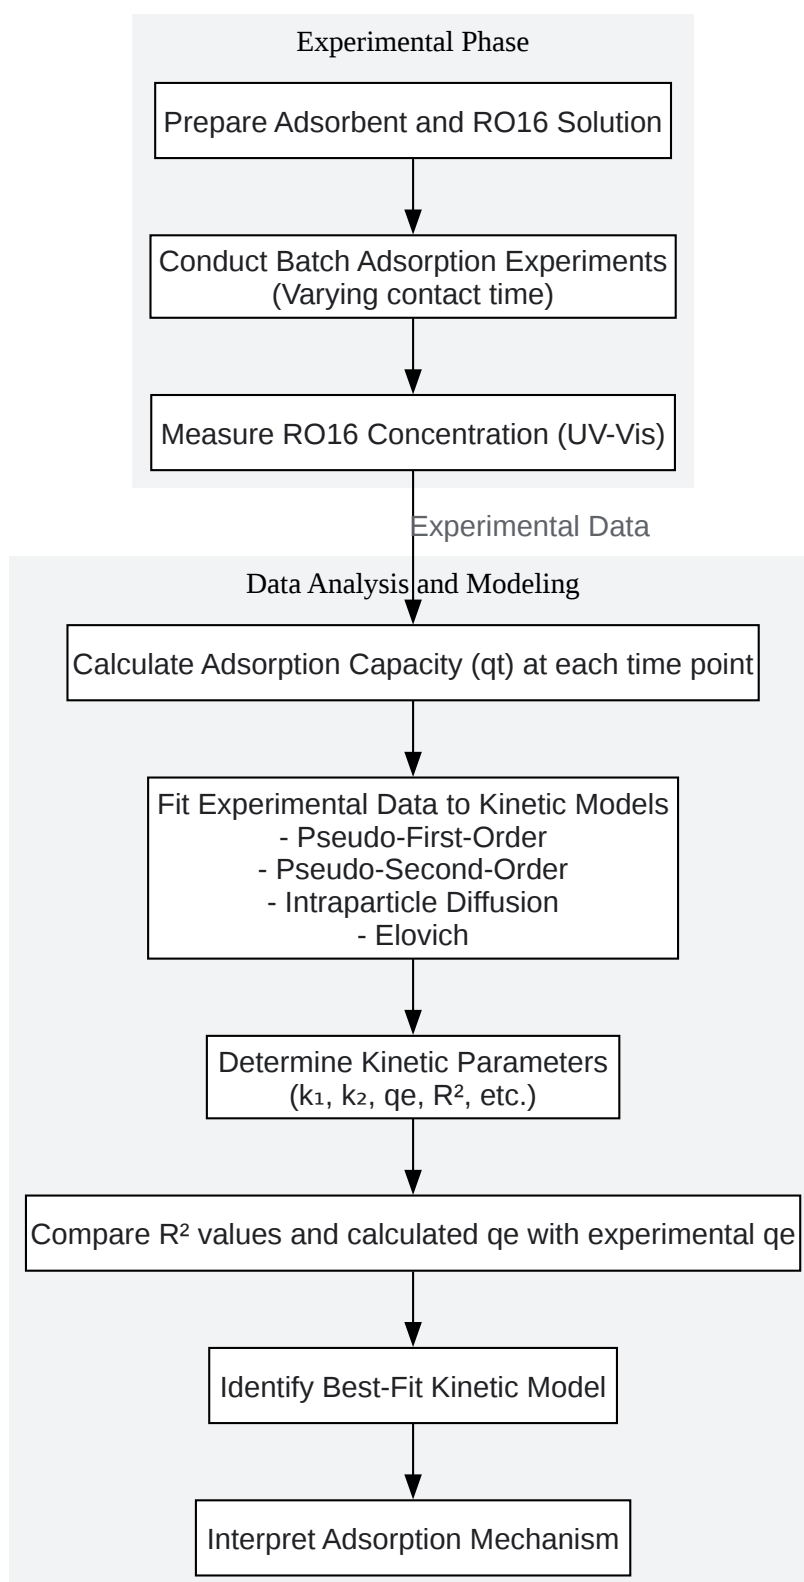 Experimental Phase
Prepare Adsorbent and RO16 Solution
Conduct Batch Adsorption Experiments
(Varying contact time)
Measure RO16 Concentration (UV-Vis)
Experimental Data
Data Analysis and Modeling
Calculate Adsorption Capacity (qt) at each time point
Fit Experimental Data to Kinetic Models
- Pseudo-First-Order
- Pseudo-Second-Order
- Intraparticle Diffusion
- Elovich
Determine Kinetic Parameters
(k₁, k₂, qe, R², etc.)
Compare R² values and calculated qe with experimental qe
Identify Best-Fit Kinetic Model
Interpret Adsorption Mechanism